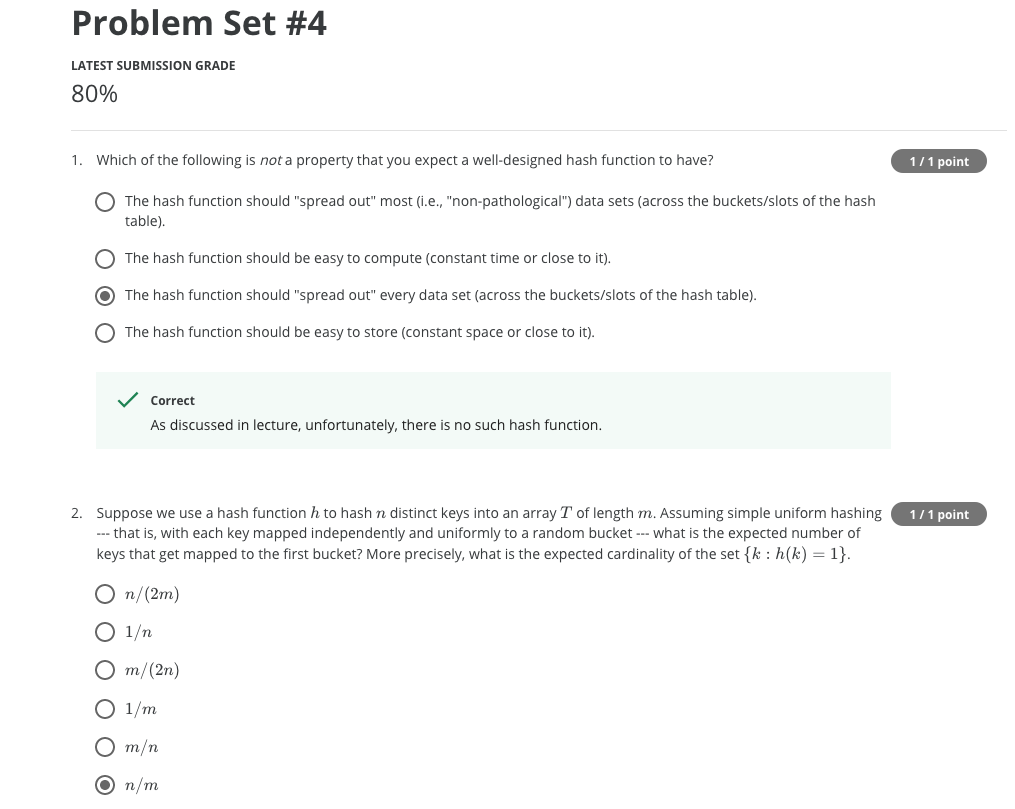 Problem Set #4
LATEST SUBMISSION GRADE
80%
1. Which of the following is not a property that you expect a well-designed hash function to have?
1 / 1 point
The hash function should "spread out" most (i.e., "non-pathological") data sets (across the buckets/slots of the hash
table).
The hash function should be easy to compute (constant time or close to it).
The hash function should "spread out" every data set (across the buckets/slots of the hash table).
The hash function should be easy to store (constant space or close to it).
Correct
As discussed in lecture, unfortunately, there is no such hash function.
2. Suppose we use a hash function h to hash n distinct keys into an array T of length m. Assuming simple uniform hashing
1 / 1 point
--- that is, with each key mapped independently and uniformly to a random bucket --- what is the expected number of
keys that get mapped to the first bucket? More precisely, what is the expected cardinality of the set {k : h(k) = 1}.
n/(2m)
1/n
m/(2n)
1/m
m/n
n/m